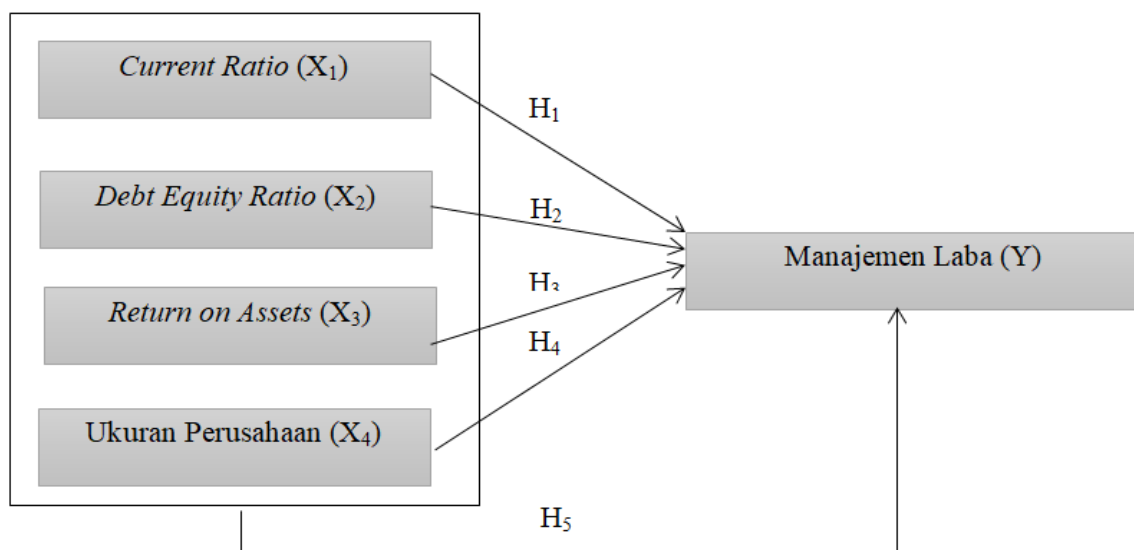 Current Ratio (X₁)
H₁
Debt Equity Ratio (X₂)
H₂
Manajemen Laba (Y)
H₃
Return on Assets (X₃)
H₄
Ukuran Perusahaan (X₄)
H₅